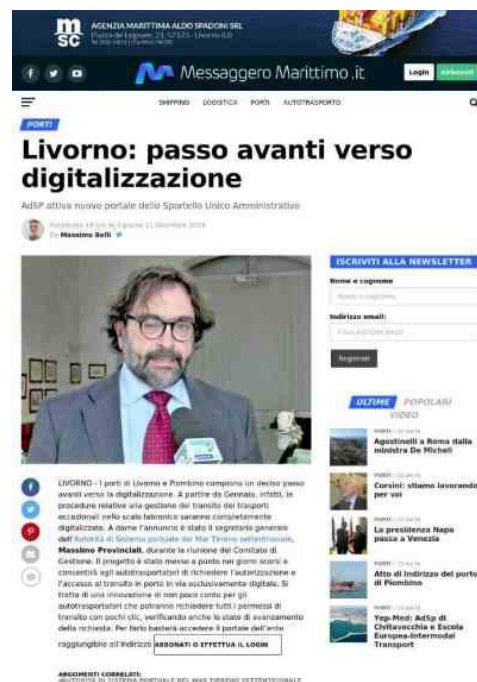 MSC
AGENZIA MARITTIMA ALDO SPADONI SRL
Messaggero Marittimo.it
Login
Abbonati
SHIPPING LOGISTICA PORTI AUTOTRASPORTO
PORTI
Livorno: passo avanti verso
digitalizzazione
AdSP attiva nuovo portale dello Sportello Unico Amministrativo
Massimo Belli
ISCRIVITI ALLA NEWSLETTER
Nome e cognome
Indirizzo email:
Registrati
ULTIME POPOLARI
VIDEO
PORTI
Agostinelli a Roma dalla
ministra De Micheli
PORTI
Corsini: stiamo lavorando
per voi
PORTI
La presidenza Napa
passa a Venezia
PORTI
Atto di Indirizzo del porto
di Piombino
PORTI
Yep-Med: AdSp di
Civitavecchia e Escola
Europea-Intermodal
Transport
LIVORNO - I porti di Livorno e Piombino compiono un deciso passo
avanti verso la digitalizzazione. A partire da Gennaio, infatti, le
procedure relative alla gestione del transito dei trasporti
eccezionali nello scalo labronico saranno completamente
digitalizzate. A darne l'annuncio è stato il segretario generale
dell'Autorità di Sistema portuale del Mar Tirreno settentrionale,
Massimo Provinciali, durante la riunione del Comitato di
Gestione. Il progetto è stato messo a punto nei giorni scorsi e
consentirà agli autotrasportatori di richiedere l'autorizzazione e
l'accesso al transito in porto in via esclusivamente digitale. Si
tratta di una innovazione di non poco conto per gli
autotrasportatori che potranno richiedere tutti i permessi di
transito con pochi clic, verificando anche lo stato di avanzamento
della richiesta. Per farlo basterà accedere il portale dell'ente
raggiungibile all'indirizzo ABBONATI O EFFETTUA IL LOGIN
ARGOMENTI CORRELATI: